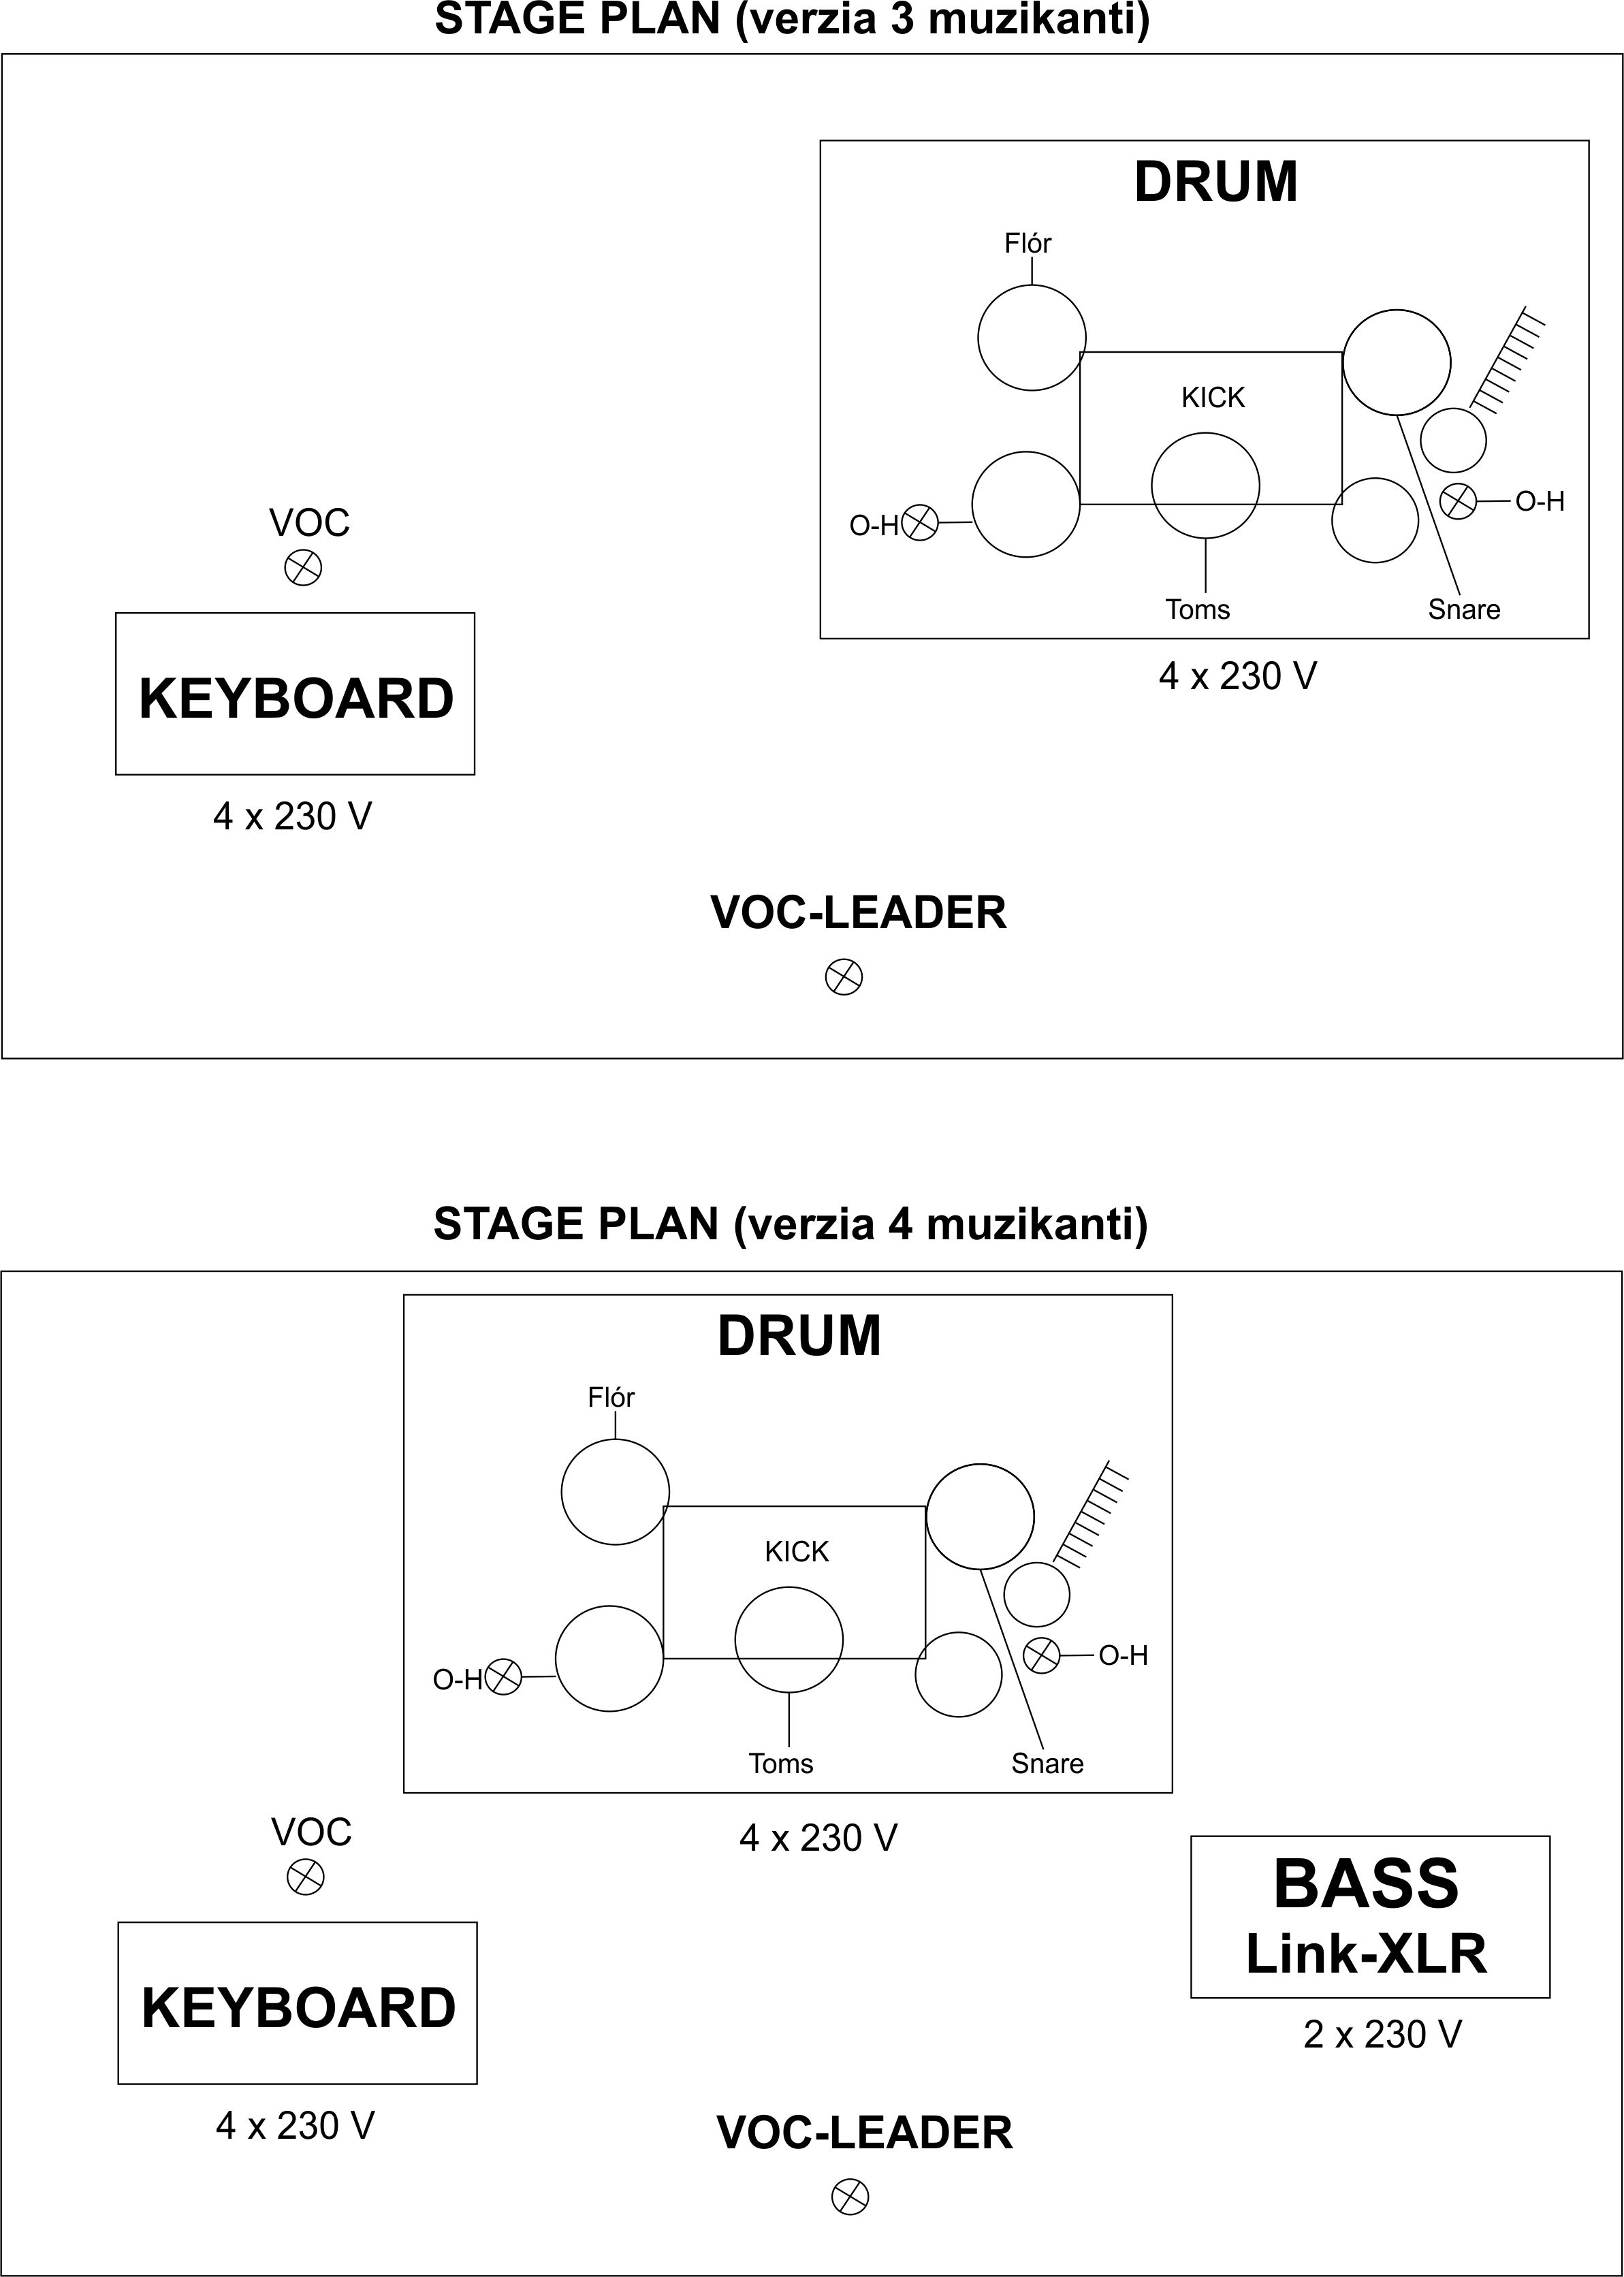 STAGE PLAN (verzia 3 muzikanti)
DRUM
Flór
KICK
O-H
O-H
Toms
Snare
4 x 230 V
VOC
KEYBOARD
4 x 230 V
VOC-LEADER
STAGE PLAN (verzia 4 muzikanti)
DRUM
Flór
KICK
O-H
O-H
Toms
Snare
4 x 230 V
VOC
KEYBOARD
4 x 230 V
BASS
Link-XLR
2 x 230 V
VOC-LEADER